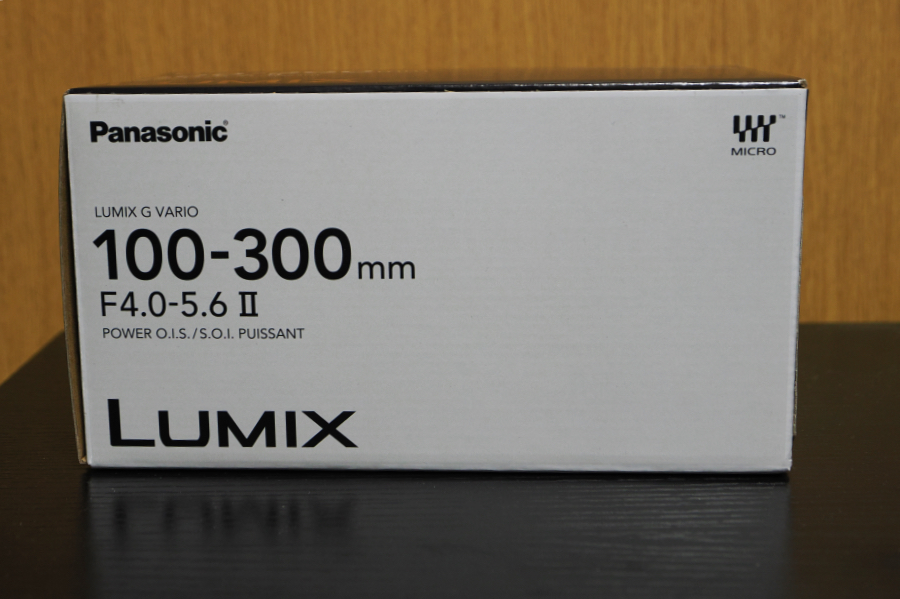 Panasonic®
MICRO
LUMIX G VARIO
100-300mm
F4.0-5.6 II
POWER O.I.S./S.O.I. PUISSANT
LUMIX